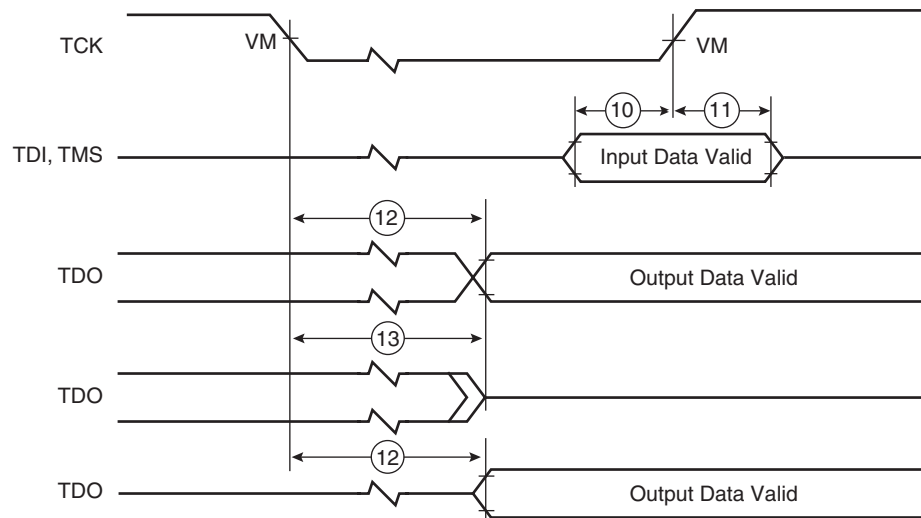 TCK
VM
VM
10
11
TDI, TMS
Input Data Valid
12
TDO
Output Data Valid
13
TDO
12
TDO
Output Data Valid